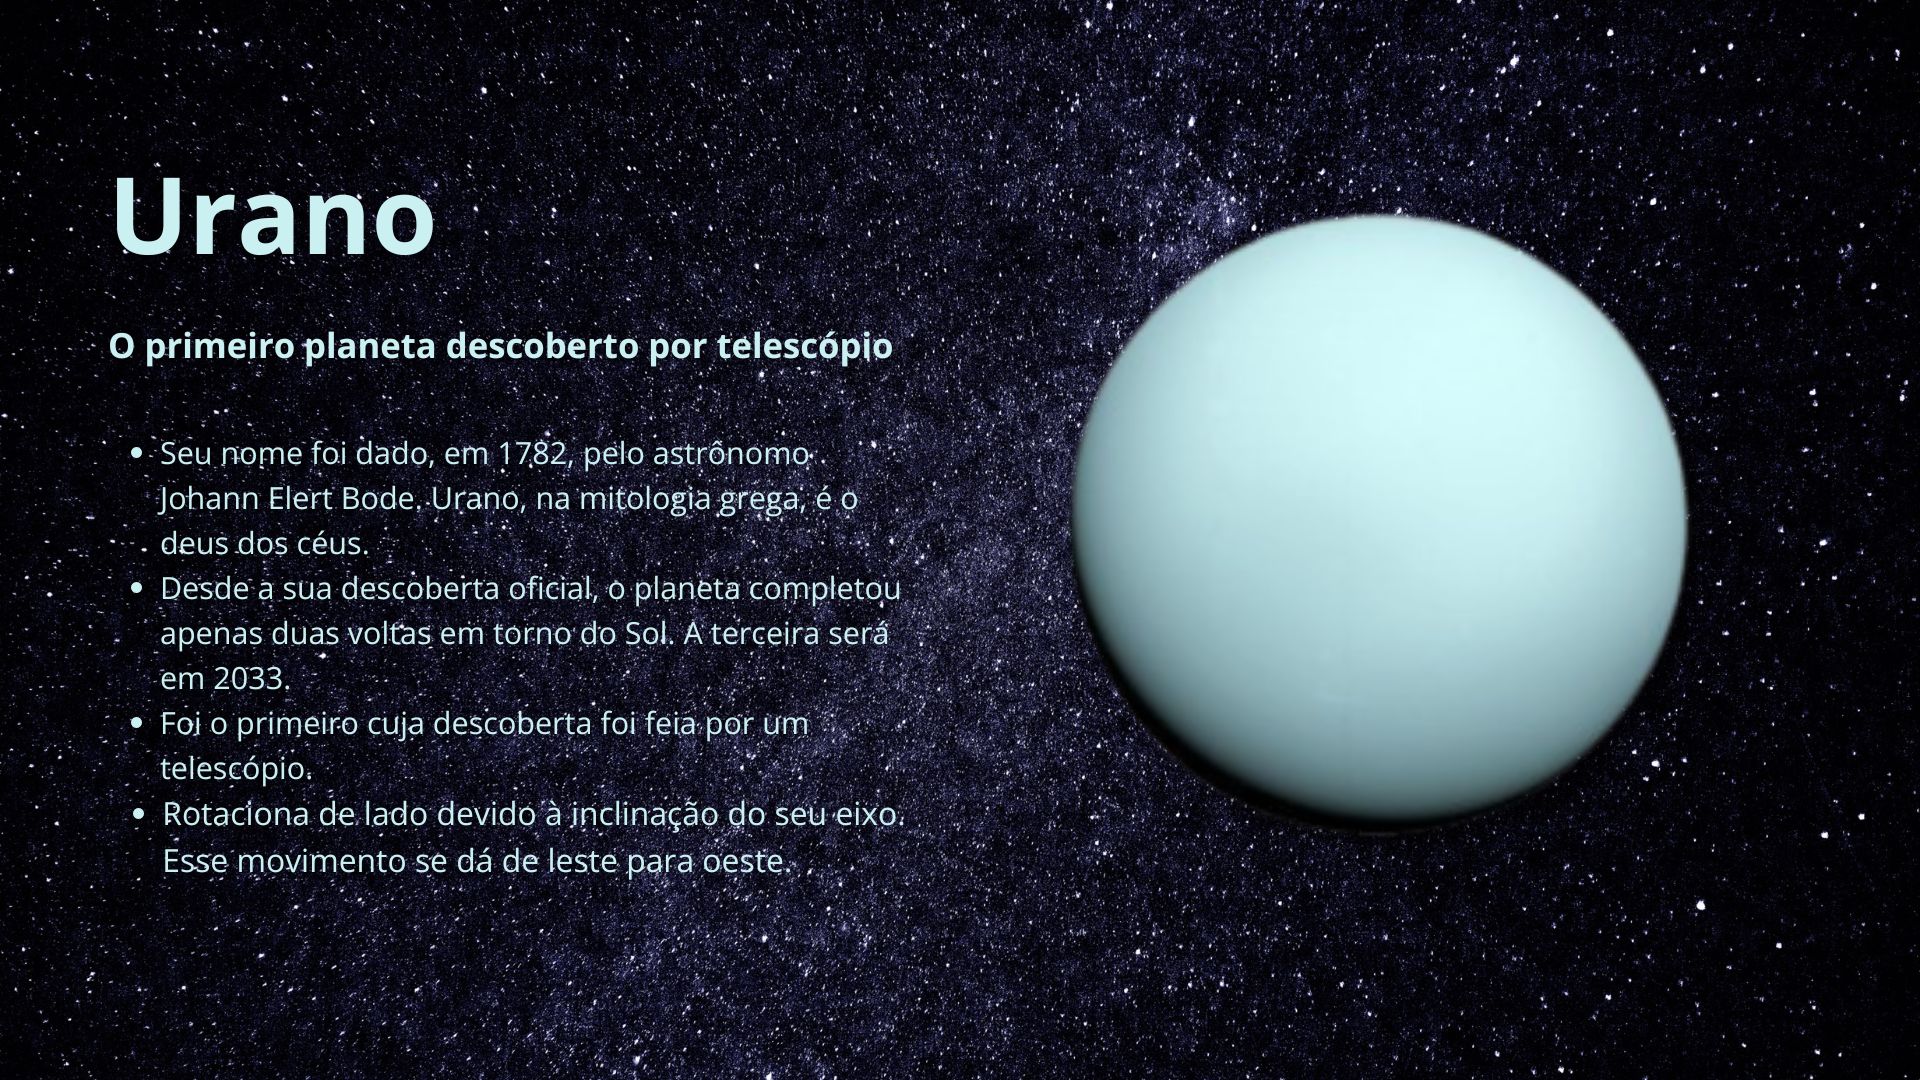 Urano
O primeiro planeta descoberto por telescópio
• Seu nome foi dado, em 1782, pelo astrônomo
Johann Elert Bode. Urano, na mitologia grega, é o
deus dos céus.
• Desde a sua descoberta oficial, o planeta completou
apenas duas voltas em torno do Sol. A terceira será
em 2033.
• Foi o primeiro cuja descoberta foi feia por um
telescópio.
• Rotaciona de lado devido à inclinação do seu eixo.
Esse movimento se dá de leste para oeste.